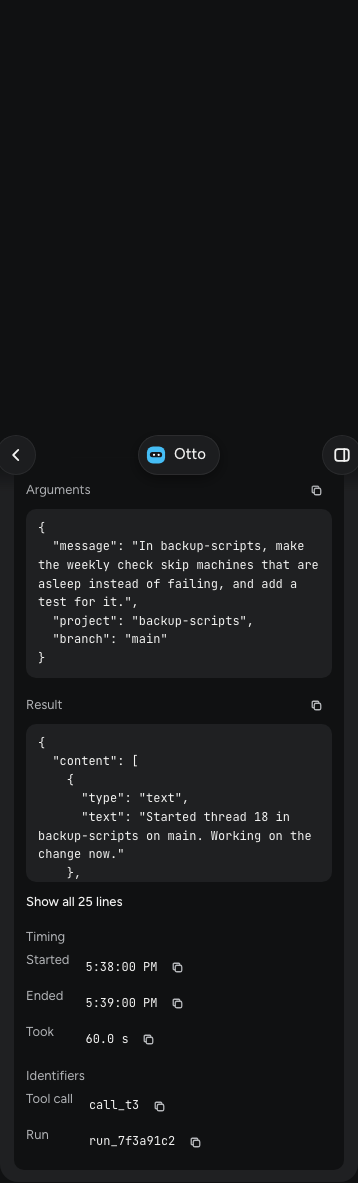 Otto
Arguments
{
"message": "In backup-scripts, make
the weekly check skip machines that are
asleep instead of failing, and add a
test for it.",
"project": "backup-scripts",
"branch": "main"
}
Result
{
"content": [
{
"type": "text",
"text": "Started thread 18 in
backup-scripts on main. Working on the
change now."
},
Show all 25 lines
Timing
Started 5:38:00 PM
Ended 5:39:00 PM
Took 60.0 s
Identifiers
Tool call call_t3
Run run_7f3a91c2